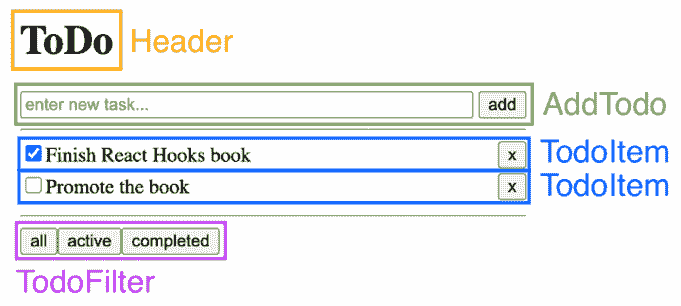 ToDo Header
enter new task... add AddTodo
Finish React Hooks book x TodoItem
Promote the book x TodoItem
all active completed
TodoFilter